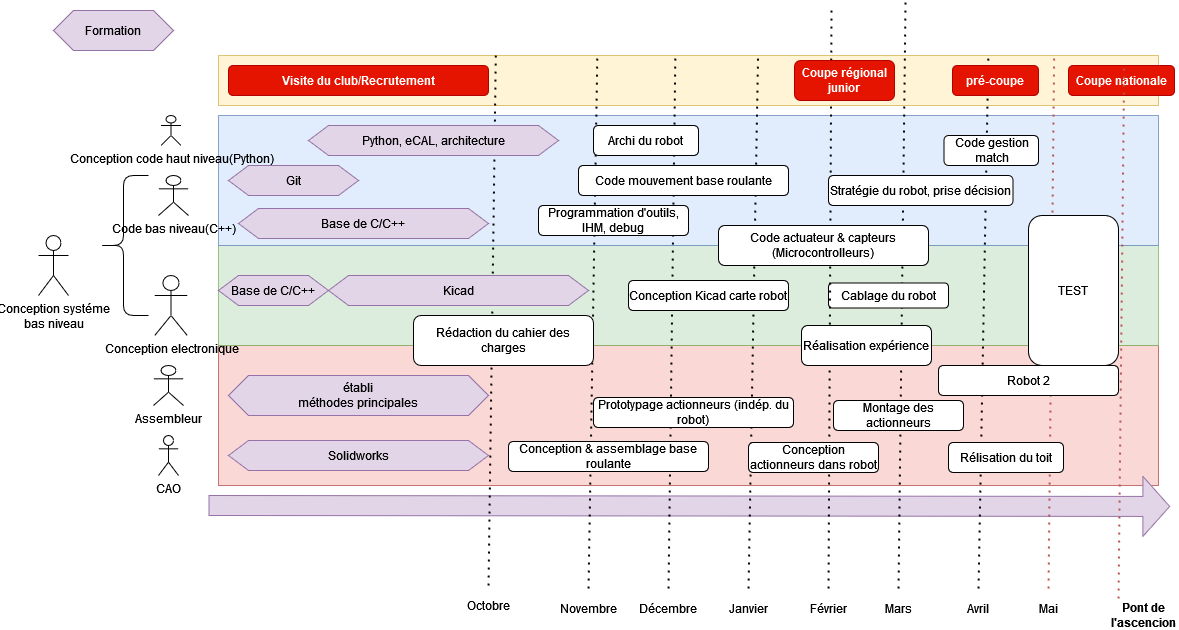 Formation
Visite du club/Recrutement
Coupe régional
junior
pré-coupe
Coupe nationale
Conception code haut niveau(Python)
Python, eCAL, architecture
Archi du robot
Code gestion
match
Git
Code mouvement base roulante
Stratégie du robot, prise décision
Code bas niveau(C++)
Base de C/C++
Programmation d'outils,
IHM, debug
Code actuateur & capteurs
(Microcontrolleurs)
Conception systéme
bas niveau
TEST
Base de C/C++
Kicad
Conception Kicad carte robot
Cablage du robot
Conception electronique
Rédaction du cahier des
charges
Réalisation expérience
Robot 2
Assembleur
établi
méthodes principales
Prototypage actionneurs (indép. du
robot)
Montage des
actionneurs
CAO
Solidworks
Conception & assemblage base
roulante
Conception
actionneurs dans robot
Rélisation du toit
Octobre
Novembre
Décembre
Janvier
Février
Mars
Avril
Mai
Pont de
l'ascencion